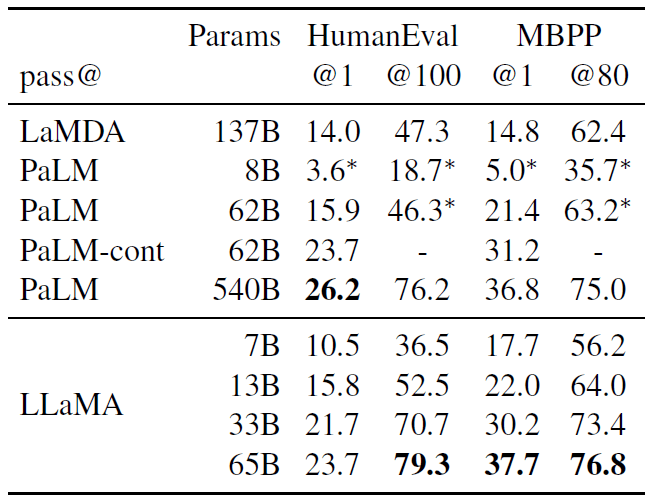 Params HumanEval MBPP
pass@ @1 @100 @1 @80
LaMDA 137B 14.0 47.3 14.8 62.4
PaLM 8B 3.6* 18.7* 5.0* 35.7*
PaLM 62B 15.9 46.3* 21.4 63.2*
PaLM-cont 62B 23.7 - 31.2 -
PaLM 540B 26.2 76.2 36.8 75.0
7B 10.5 36.5 17.7 56.2
13B 15.8 52.5 22.0 64.0
LLaMA
33B 21.7 70.7 30.2 73.4
65B 23.7 79.3 37.7 76.8